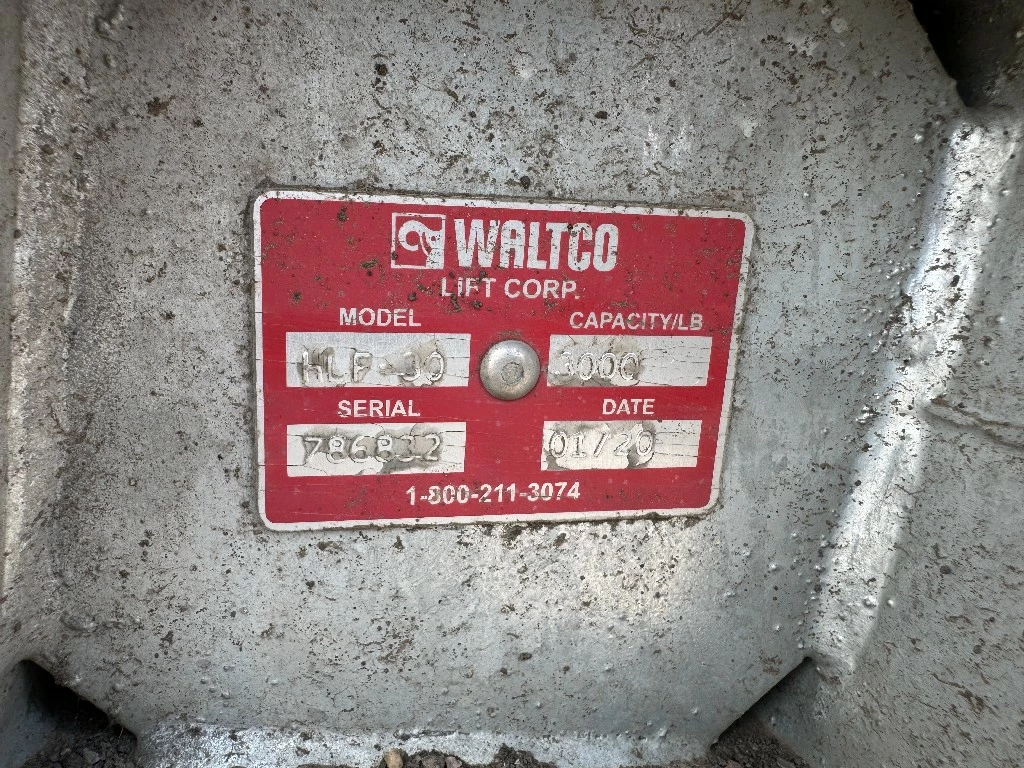 WALTCO
LIFT CORP.
MODEL CAPACITY/LB
HLF-30 3000
SERIAL DATE
786832 01/20
1-800-211-3074